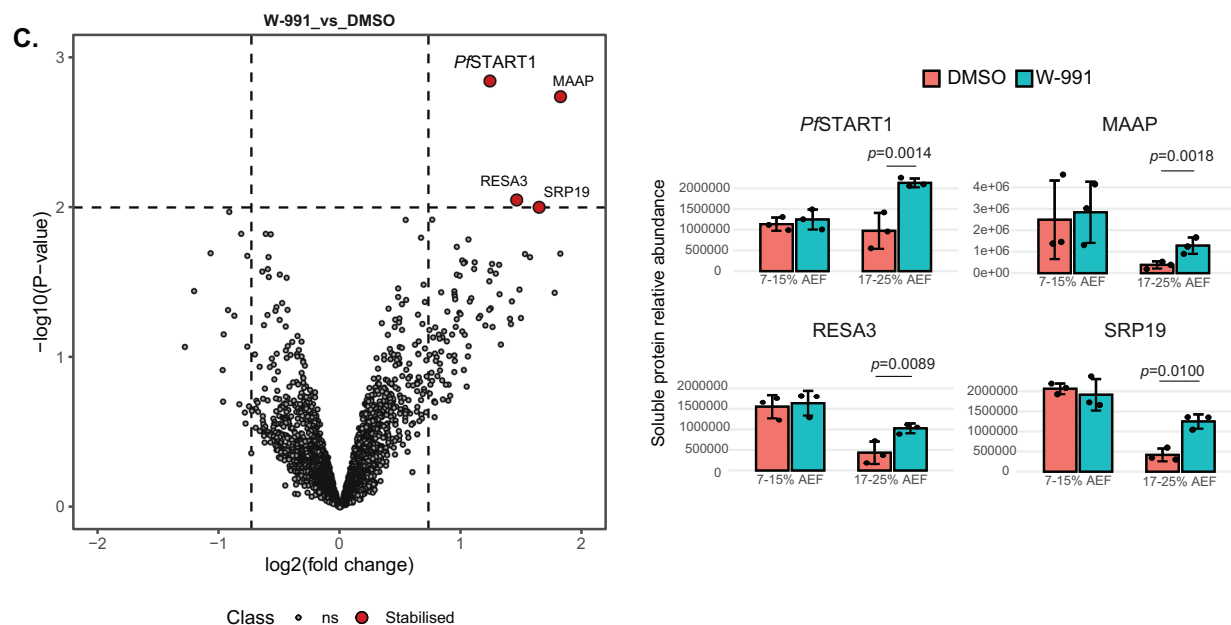 C.
W-991_vs_DMSO
3
2
1
0
−log10(P−value)
PfSTART1
MAAP
RESA3
SRP19
−2
−1
0
1
2
log2(fold change)
Class ns Stabilised
DMSO W-991
Soluble protein relative abundance
PfSTART1
p=0.0014
2000000
1500000
1000000
500000
0
7-15% AEF 17-25% AEF
MAAP
p=0.0018
4e+06
3e+06
2e+06
1e+06
0e+00
7-15% AEF 17-25% AEF
RESA3
p=0.0089
2000000
1500000
1000000
500000
0
7-15% AEF 17-25% AEF
SRP19
p=0.0100
2000000
1500000
1000000
500000
0
7-15% AEF 17-25% AEF